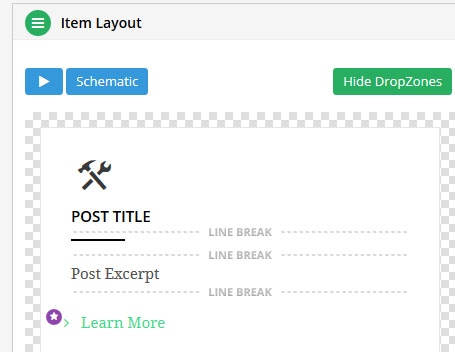 Item Layout
Schematic
Hide DropZones
POST TITLE
LINE BREAK
LINE BREAK
Post Excerpt
LINE BREAK
Learn More